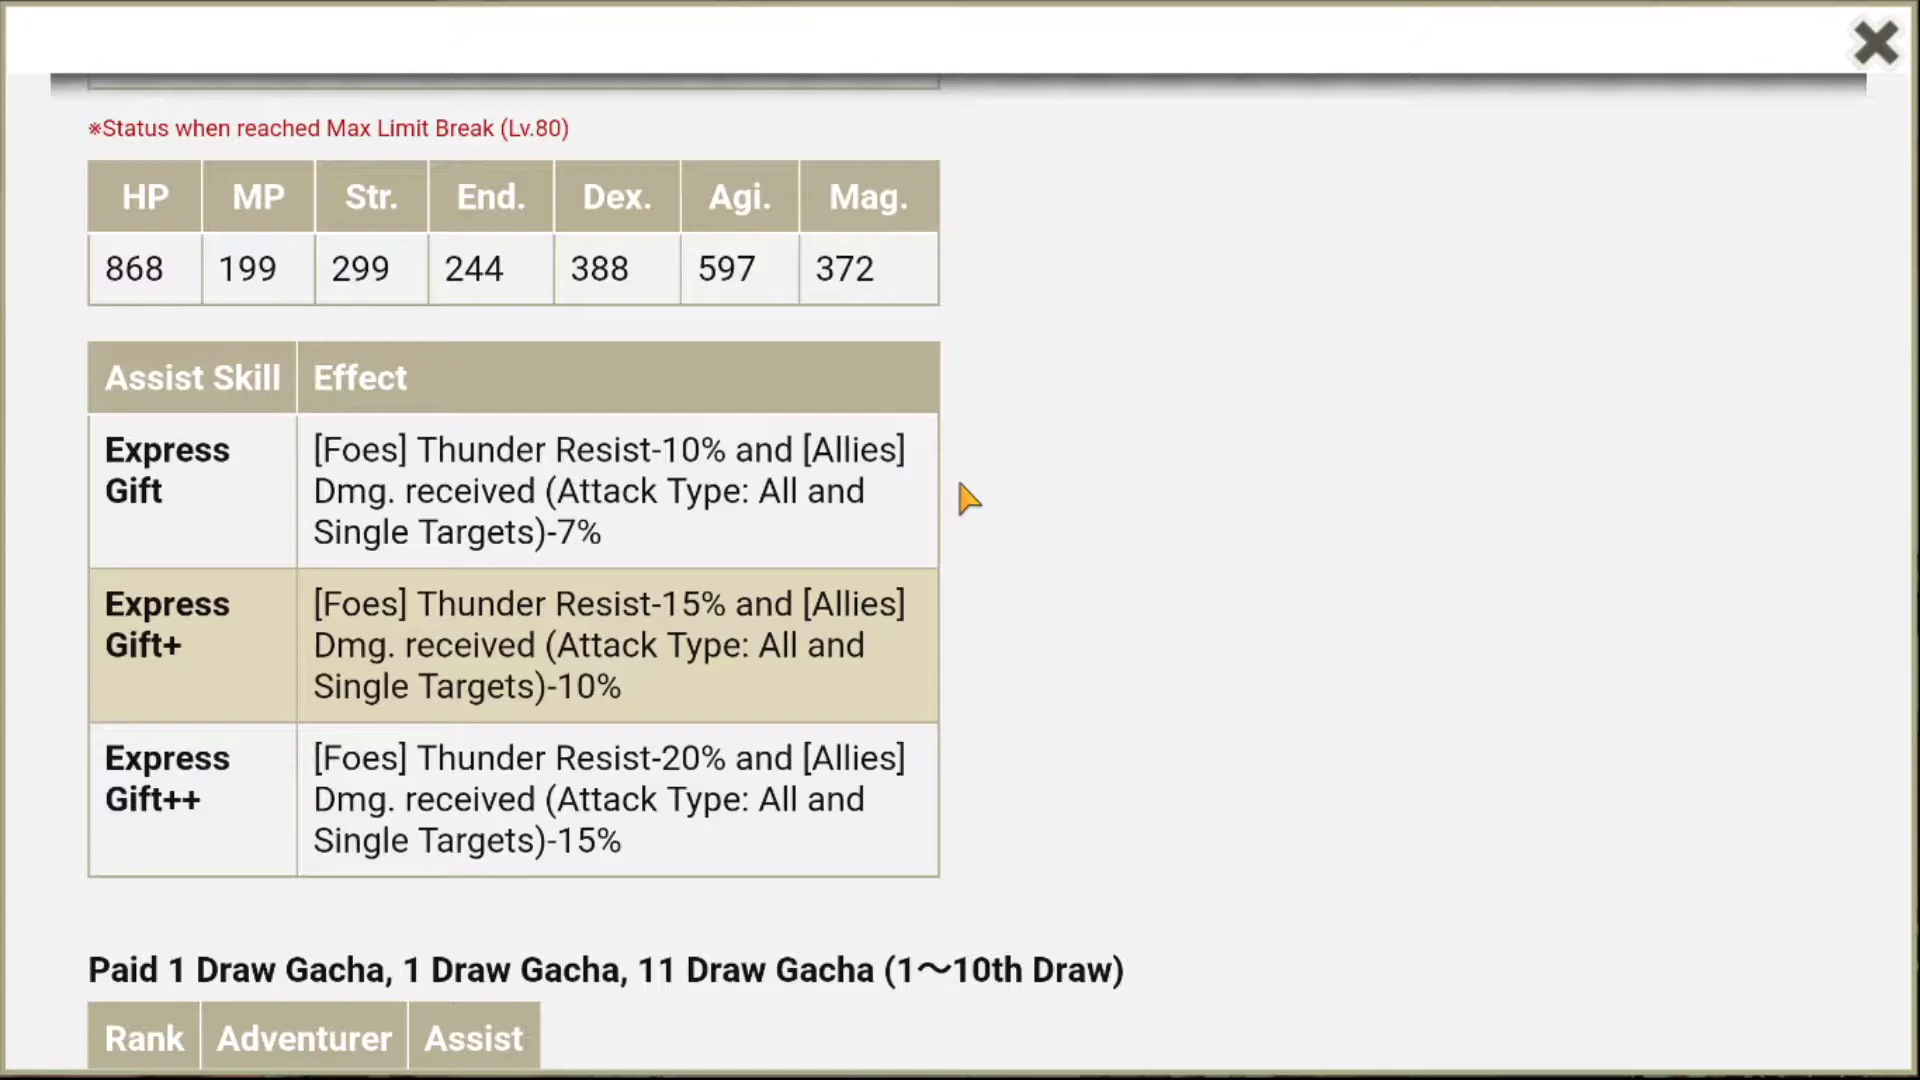 ※Status when reached Max Limit Break (Lv.80)
HP MP Str. End. Dex. Agi. Mag.
868 199 299 244 388 597 372
Assist Skill Effect
Express Gift
[Foes] Thunder Resist-10% and [Allies]
Dmg. received (Attack Type: All and
Single Targets)-7%
Express Gift+
[Foes] Thunder Resist-15% and [Allies]
Dmg. received (Attack Type: All and
Single Targets)-10%
Express Gift++
[Foes] Thunder Resist-20% and [Allies]
Dmg. received (Attack Type: All and
Single Targets)-15%
Paid 1 Draw Gacha, 1 Draw Gacha, 11 Draw Gacha (1〜10th Draw)
Rank Adventurer Assist